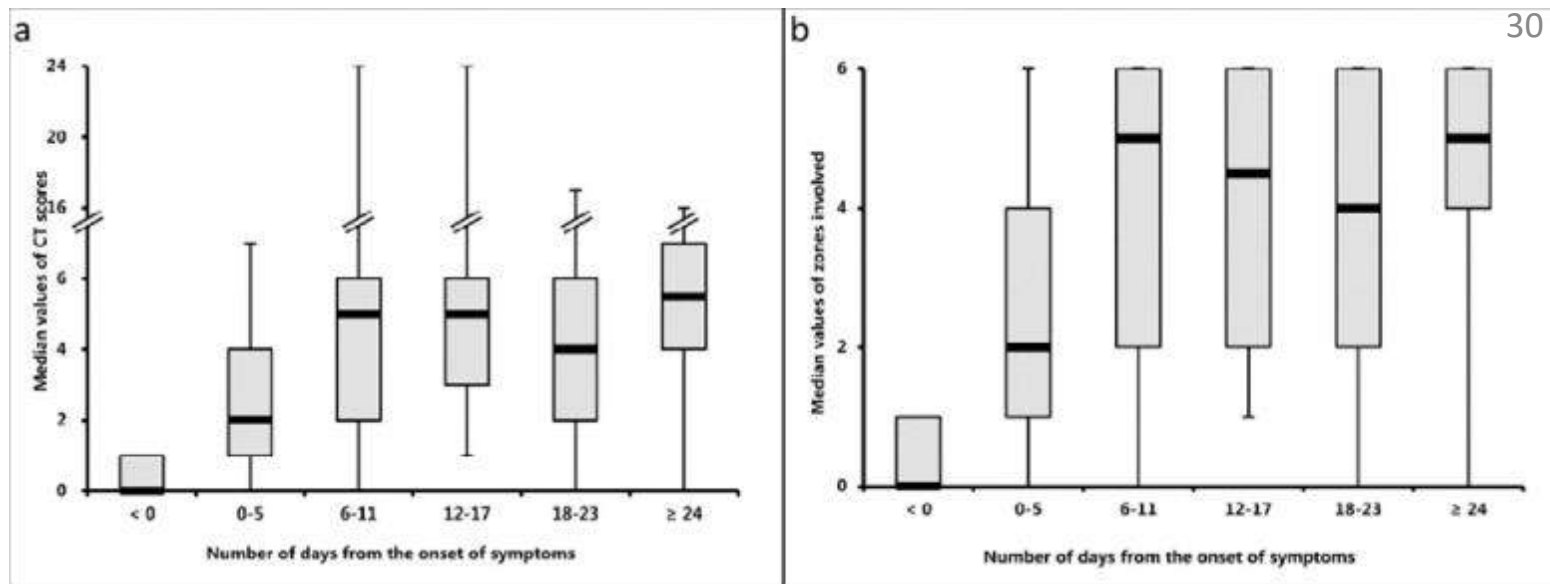 a
24
20
16
6
4
2
0
Median values of CT scores
< 0 0-5 6-11 12-17 18-23 ≥ 24
Number of days from the onset of symptoms
b
30
6
4
2
0
Median values of zones involved
< 0 0-5 6-11 12-17 18-23 ≥ 24
Number of days from the onset of symptoms